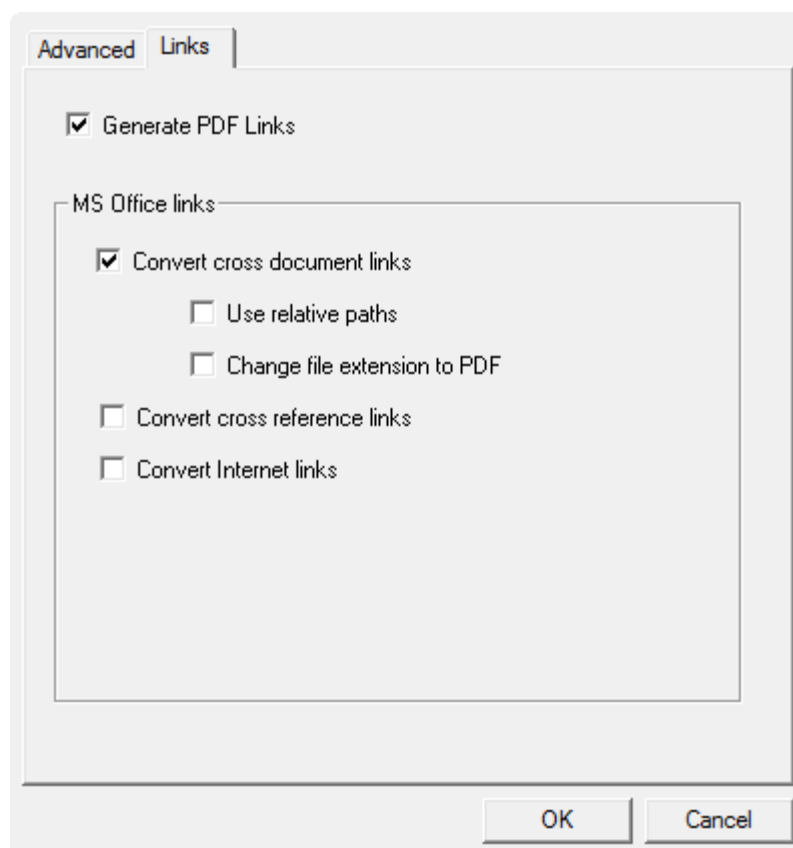 Advanced Links
Generate PDF Links
MS Office links
Convert cross document links
Use relative paths
Change file extension to PDF
Convert cross reference links
Convert Internet links
OK Cancel